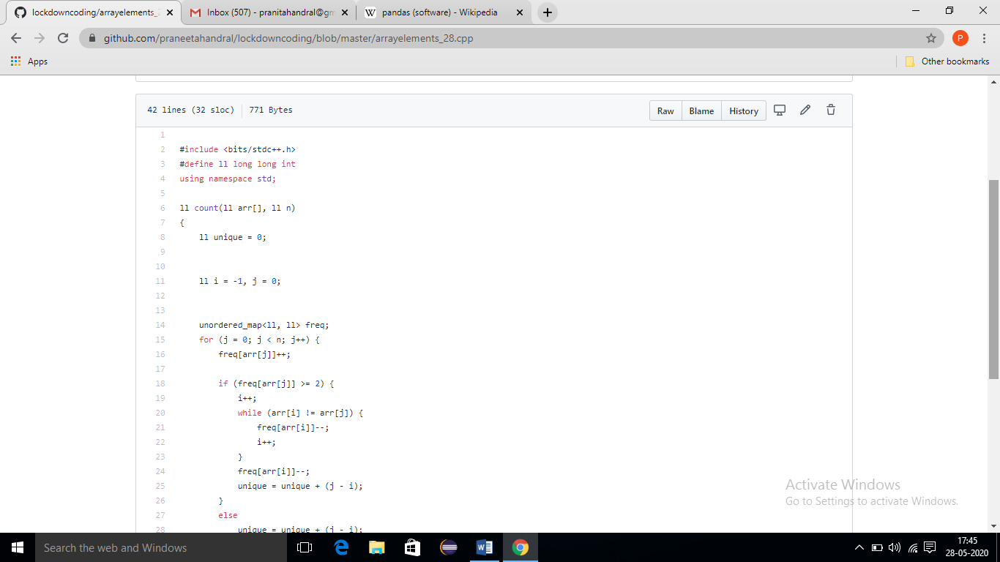 lockdowncoding/arrayelements_2
Inbox (507) - pranitahandral@gm
W pandas (software) - Wikipedia
github.com/praneetahandral/lockdowncoding/blob/master/arrayelements_28.cpp
P
Apps
Other bookmarks
42 lines (32 sloc) 771 Bytes
Raw Blame History
1
2 #include <bits/stdc++.h>
3 #define ll long long int
4 using namespace std;
5
6 ll count(ll arr[], ll n)
7 {
8 ll unique = 0;
9
10
11 ll i = -1, j = 0;
12
13
14 unordered_map<ll, ll> freq;
15 for (j = 0; j < n; j++) {
16 freq[arr[j]]++;
17
18 if (freq[arr[j]] >= 2) {
19 i++;
20 while (arr[i] != arr[j]) {
21 freq[arr[i]]--;
22 i++;
23 }
24 freq[arr[i]]--;
25 unique = unique + (j - i);
26 }
27 else
28 unique = unique + (j - i);
Activate Windows
Go to Settings to activate Windows.
Search the web and Windows
17:45
28-05-2020